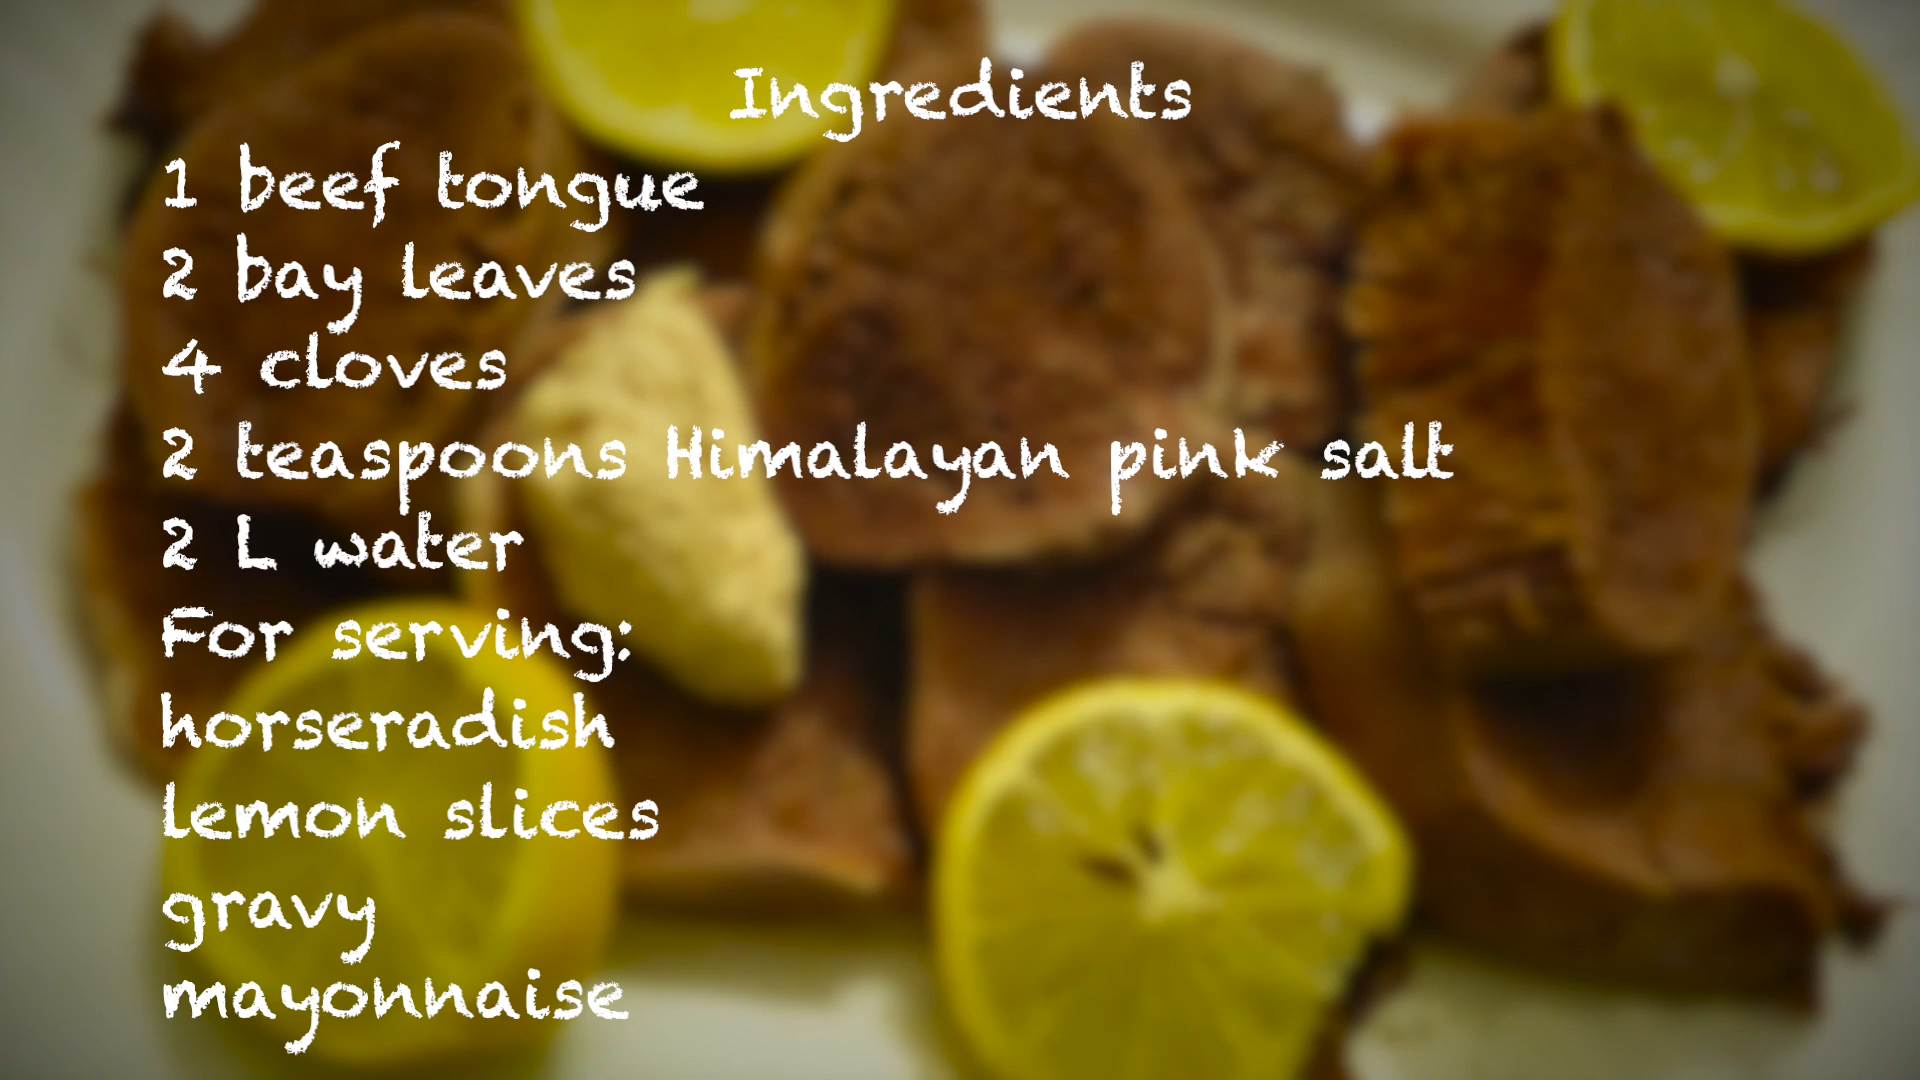 Ingredients
1 beef tongue
2 bay leaves
4 cloves
2 teaspoons Himalayan pink salt
2 L water
For serving:
horseradish
lemon slices
gravy
mayonnaise